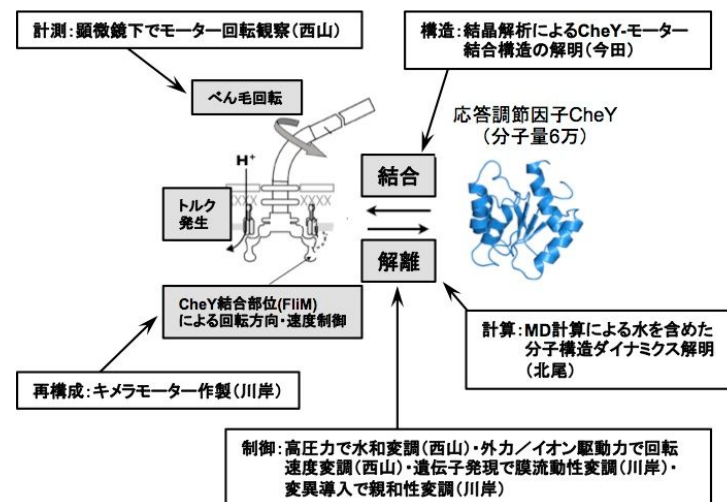 計測：顕微鏡下でモーター回転観察（西山）
構造：結晶解析によるCheY-モーター
結合構造の解明（今田）
べん毛回転
応答調節因子CheY
（分子量6万）
H+
結合
トルク
発生
解離
CheY結合部位(FliM)
による回転方向・速度制御
計算：MD計算による水を含めた
分子構造ダイナミクス解明
（北尾）
再構成：キメラモーター作製（川岸）
制御：高圧力で水和変調（西山）・外力／イオン駆動力で回転
速度変調（西山）・遺伝子発現で膜流動性変調（川岸）・
変異導入で親和性変調（川岸）